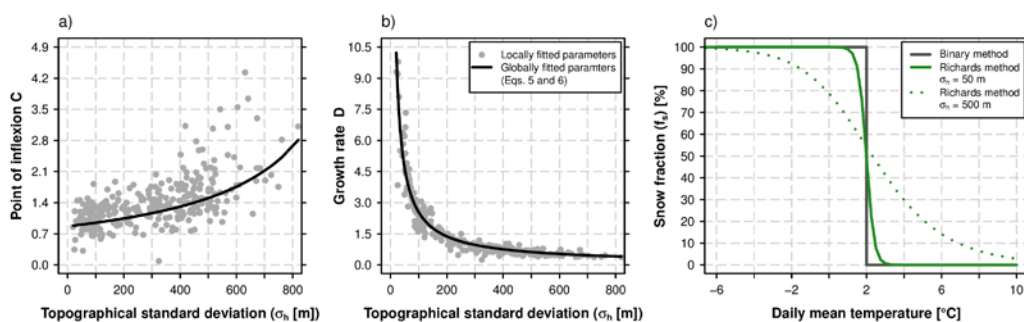 a)
Point of inflexion C
4.9
4.2
3.5
2.8
2.1
1.4
0.7
0.0
0 200 400 600 800
Topographical standard deviation (σh [m])
b)
Growth rate D
10.5
9.0
7.5
6.0
4.5
3.0
1.5
0.0
Locally fitted parameters
Globally fitted paramters
(Eqs. 5 and 6)
0 200 400 600 800
Topographical standard deviation (σh [m])
c)
Snow fraction (fs) [%]
100
90
80
70
60
50
40
30
20
10
0
Binary method
Richards method
σh = 50 m
Richards method
σh = 500 m
−6 −2 2 6 10
Daily mean temperature [°C]